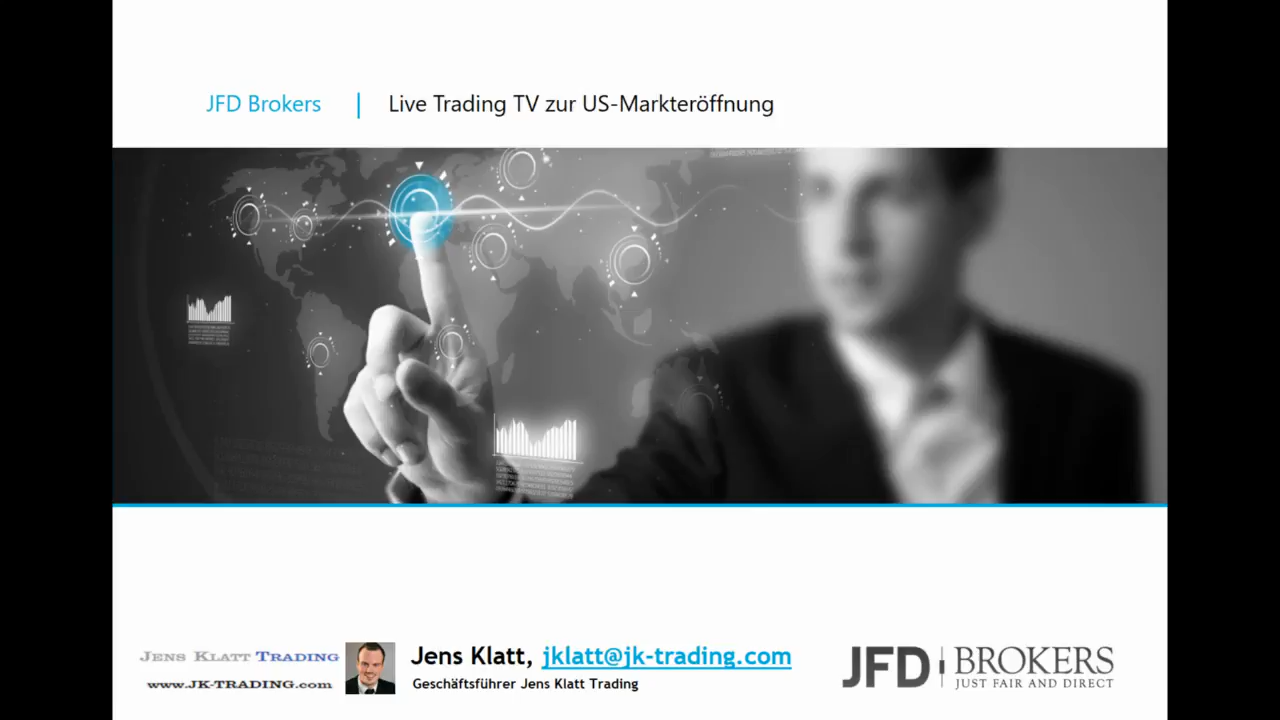 JFD Brokers | Live Trading TV zur US-Markteröffnung
JENS KLATT TRADING
www.JK-TRADING.com
Jens Klatt, jklatt@jk-trading.com
Geschäftsführer Jens Klatt Trading
JFD BROKERS
JUST FAIR AND DIRECT